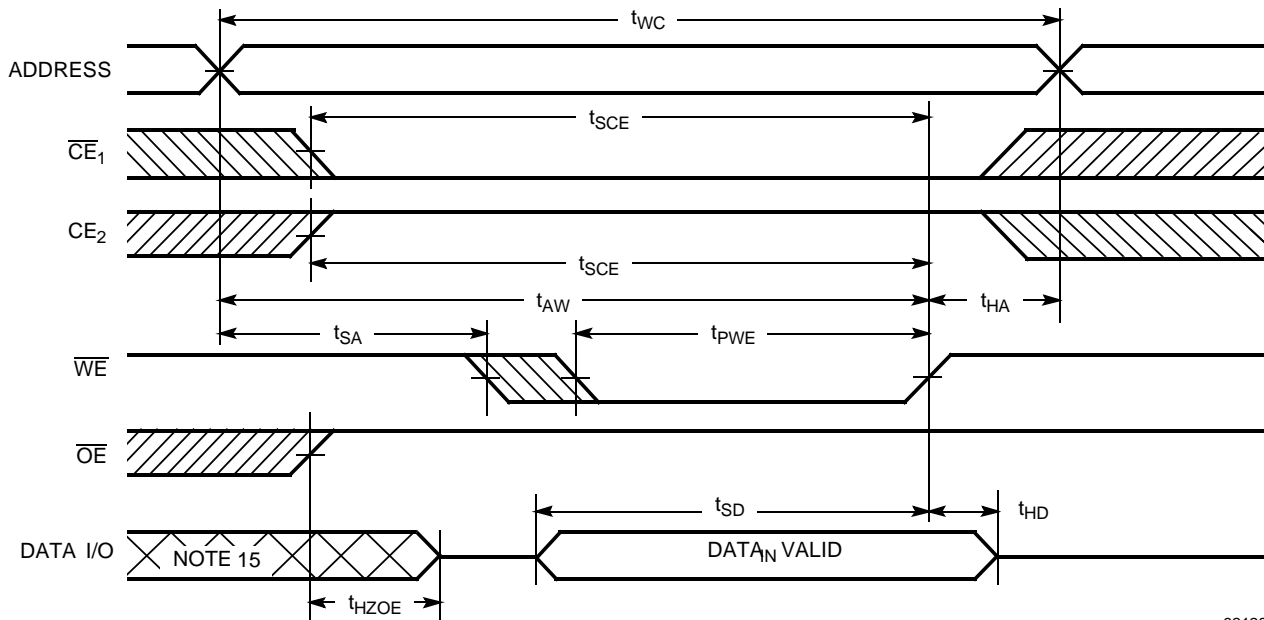 tWC
ADDRESS
tSCE
CE1
CE2
tSCE
tAW
tHA
tSA
tPWE
WE
OE
tSD
tHD
DATA I/O
NOTE 15
DATAIN VALID
tHZOE